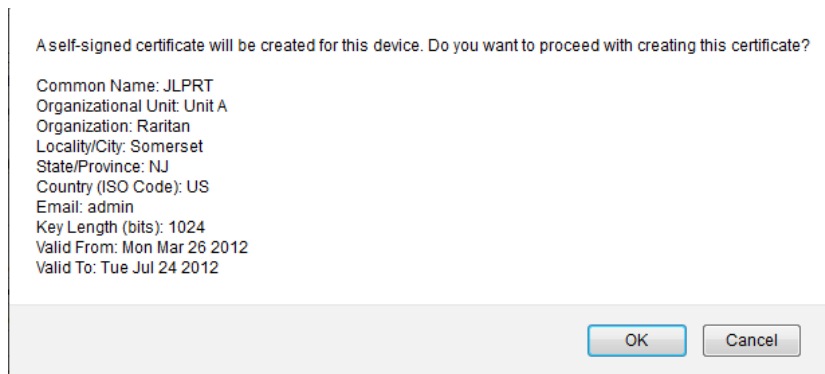 A self-signed certificate will be created for this device. Do you want to proceed with creating this certificate?
Common Name: JLPRT
Organizational Unit: Unit A
Organization: Raritan
Locality/City: Somerset
State/Province: NJ
Country (ISO Code): US
Email: admin
Key Length (bits): 1024
Valid From: Mon Mar 26 2012
Valid To: Tue Jul 24 2012
OK Cancel